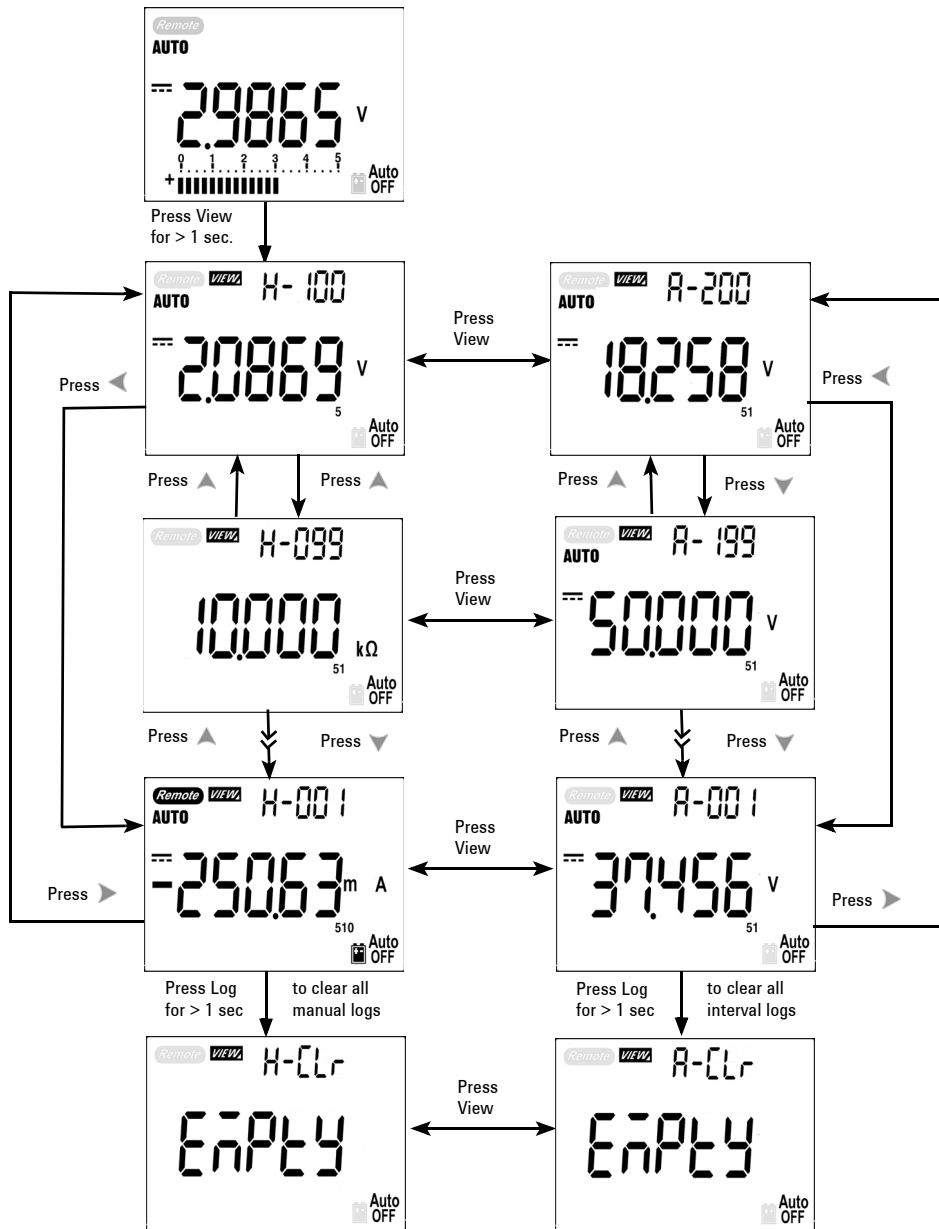 Remote
AUTO
2.9865 V
0 1 2 3 4 5
+
Auto
OFF
Press View
for > 1 sec.
Remote VIEW H-100
AUTO
2.0869 V
5
Auto
OFF
Press
View
Remote VIEW A-200
AUTO
18.258 V
51
Auto
OFF
Press
Press
Press
Press
Press
Press
Remote VIEW H-099
10.000 kΩ
51
Auto
OFF
Press
View
Remote VIEW A-199
AUTO
50.000 V
51
Auto
OFF
Press
Press
Press
Press
Remote VIEW H-001
AUTO
-250.63 m A
510
Auto
OFF
Press
View
Remote VIEW A-001
AUTO
37.456 V
51
Auto
OFF
Press
Press
Press Log
for > 1 sec
to clear all
manual logs
Press Log
for > 1 sec
to clear all
interval logs
Remote VIEW H-CLr
EmPtY
Auto
OFF
Press
View
Remote VIEW A-CLr
EmPtY
Auto
OFF